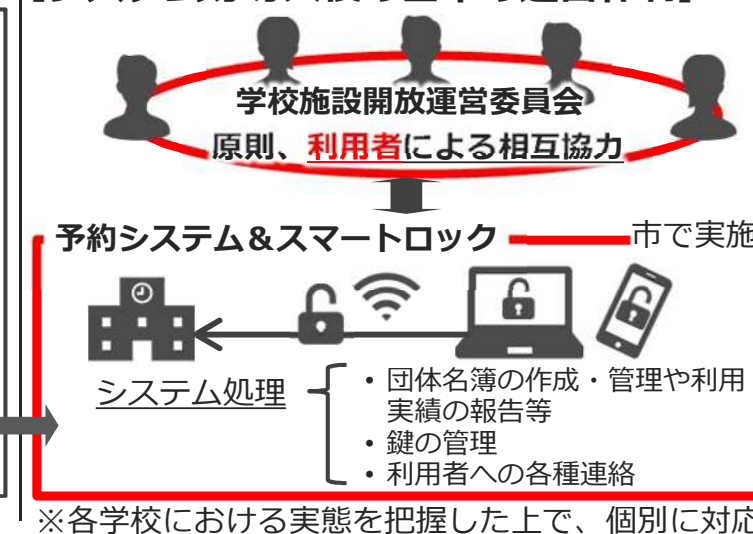 学校施設開放運営委員会
原則、利用者による相互協力
予約システム＆スマートロック
市で実施
システム処理
・団体名簿の作成・管理や利用
実績の報告等
・鍵の管理
・利用者への各種連絡
※各学校における実態を把握した上で、個別に対応